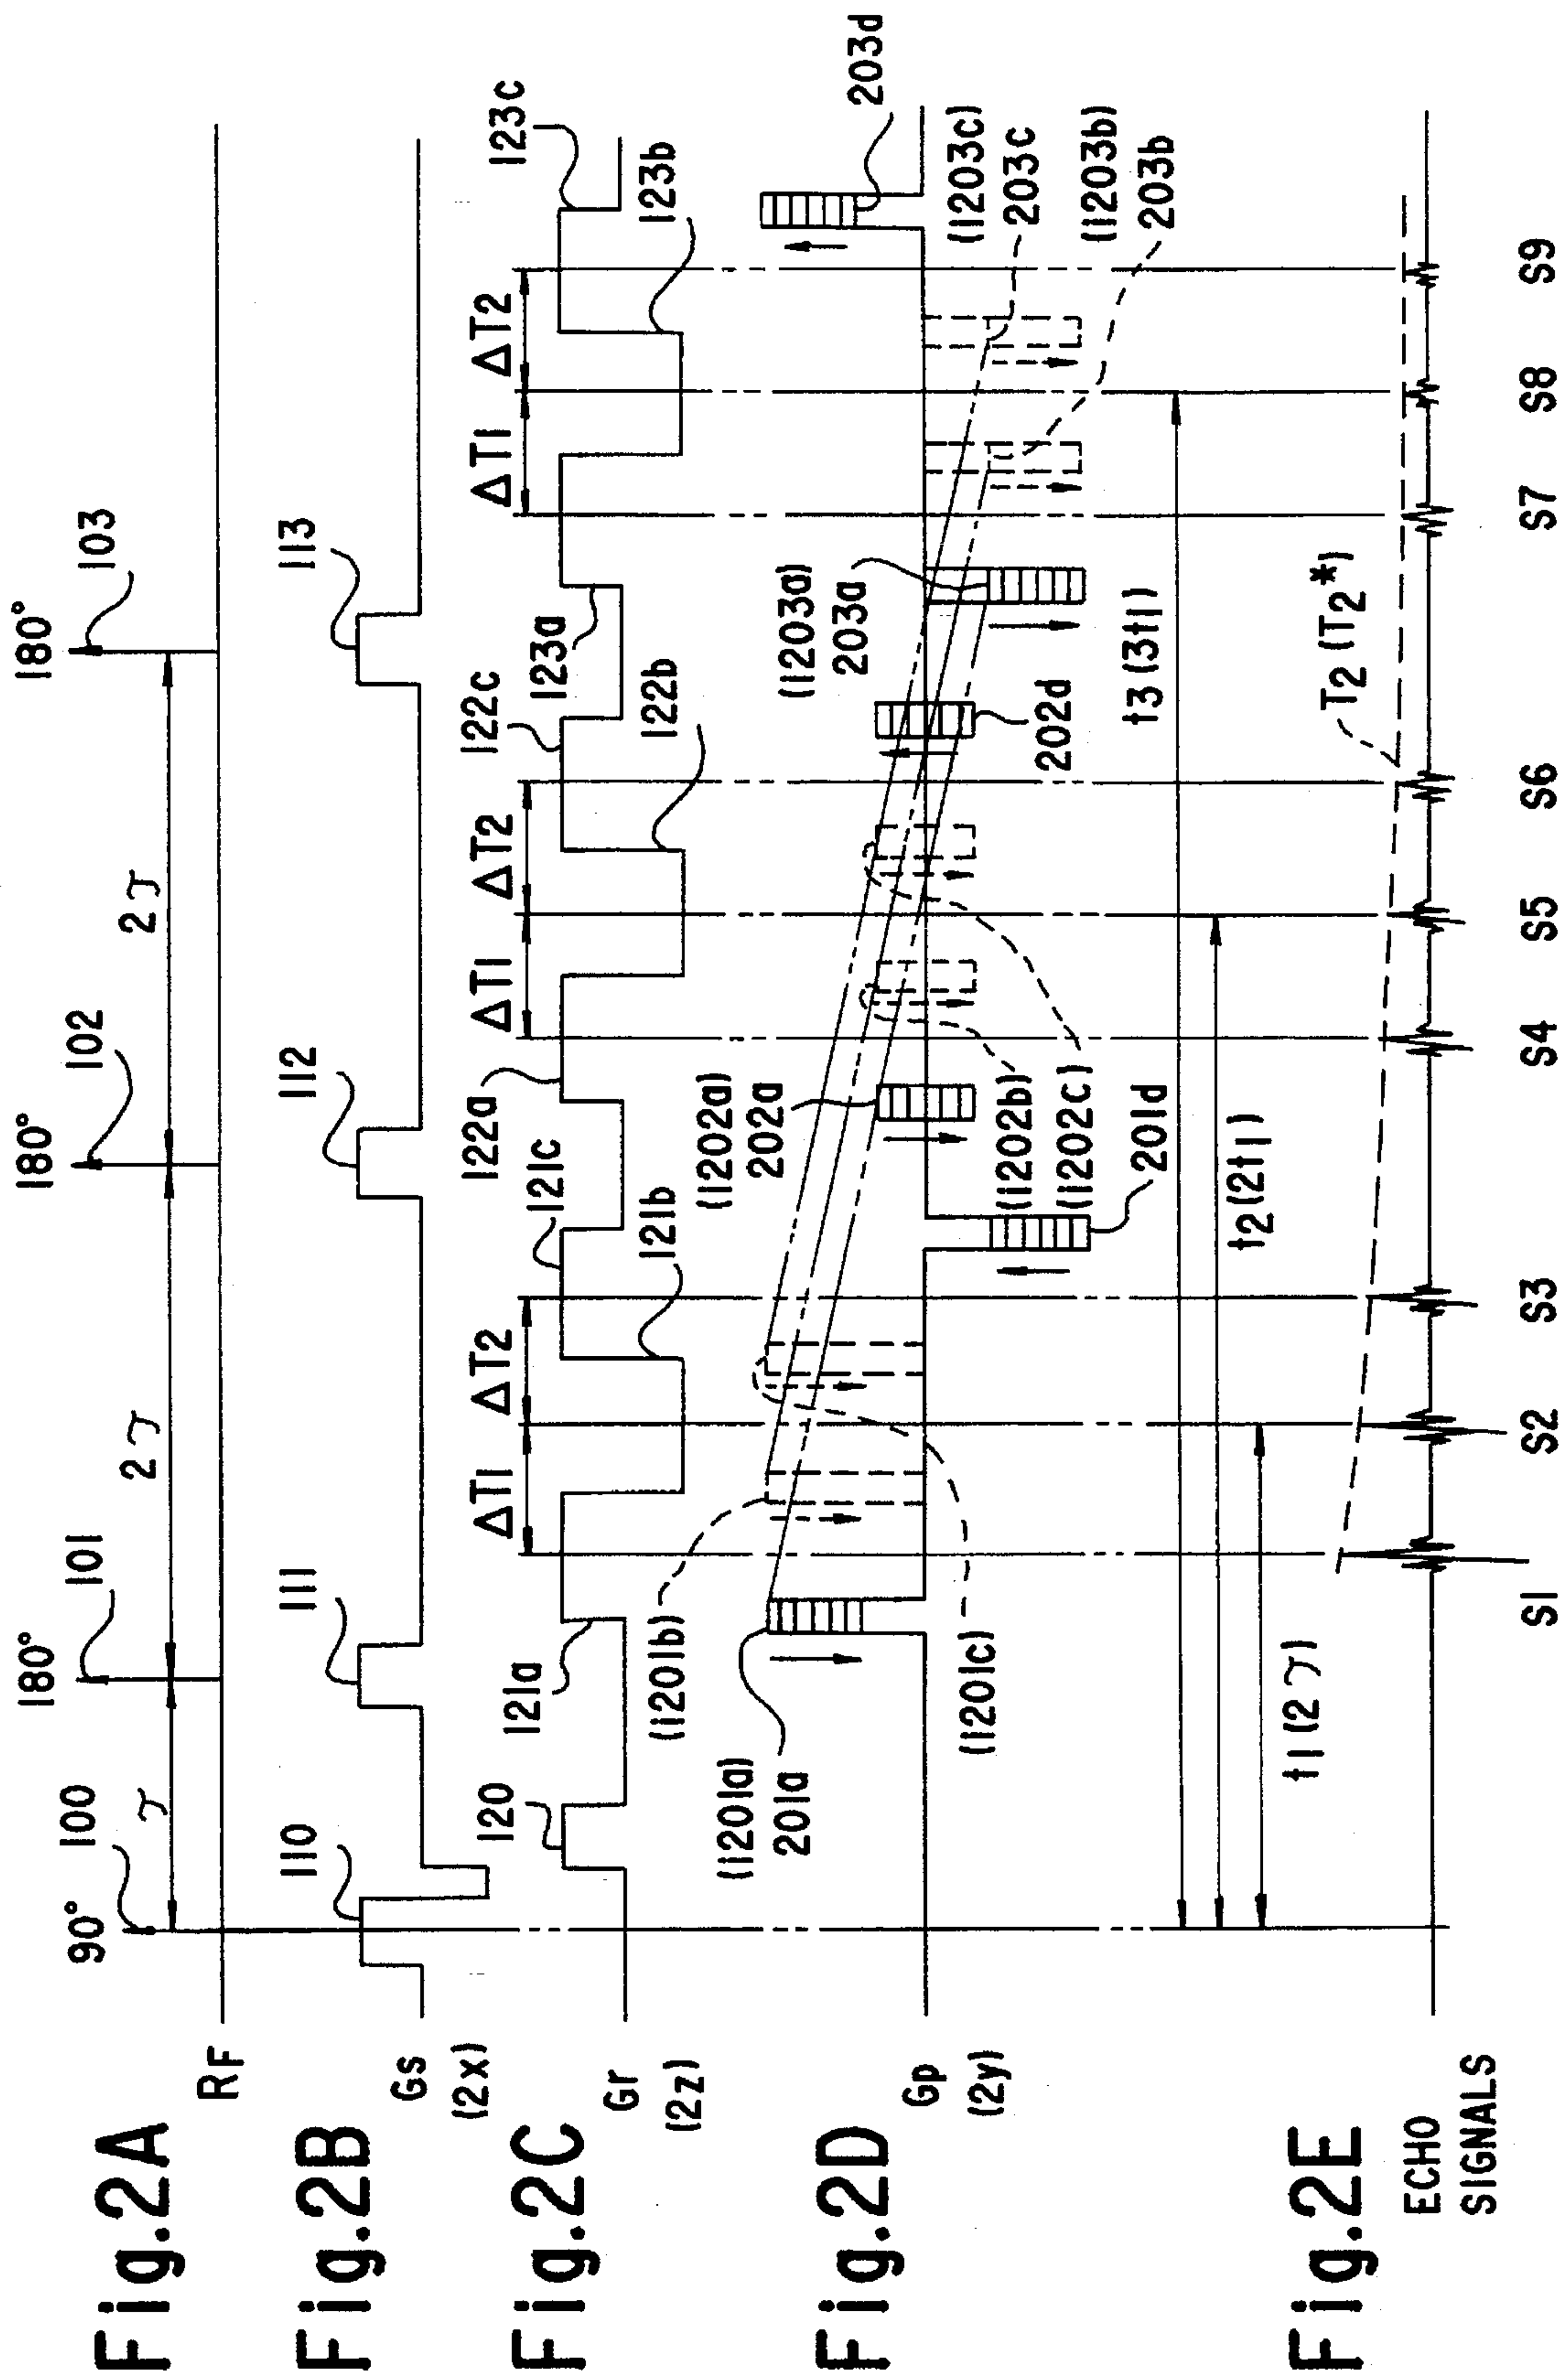 Fig.2A
RF
90°
100
τ
180°
101
2τ
180°
102
2τ
180°
103
Fig.2B
Gs
(2x)
110
111
112
113
Fig.2C
Gr
(2z)
120
121a
ΔT1
ΔT2
121b
121c
122a
ΔT1
ΔT2
122b
122c
123a
ΔT1
ΔT2
123b
123c
Fig.2D
Gp
(2y)
(1201a)
201a
(1201b)
(1201c)
201d
(1202a)
202a
(1202b)
(1202c)
202d
(1203a)
203a
(1203b)
203b
(1203c)
203c
203d
t1(2τ)
t2(2t1)
t3(3t1)
Fig.2E
ECHO
SIGNALS
T2(T2*)
S1
S2
S3
S4
S5
S6
S7
S8
S9